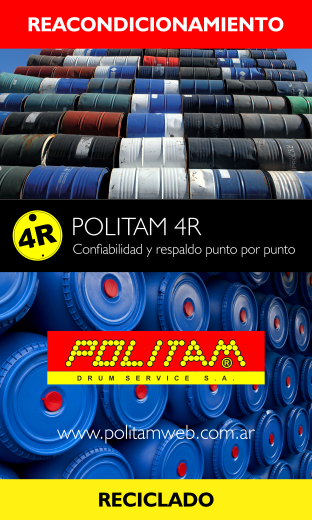 REACONDICIONAMIENTO
4R
POLITAM 4R
Confiabilidad y respaldo punto por punto
POLITAM®
DRUM SERVICE S.A.
www.politamweb.com.ar
RECICLADO